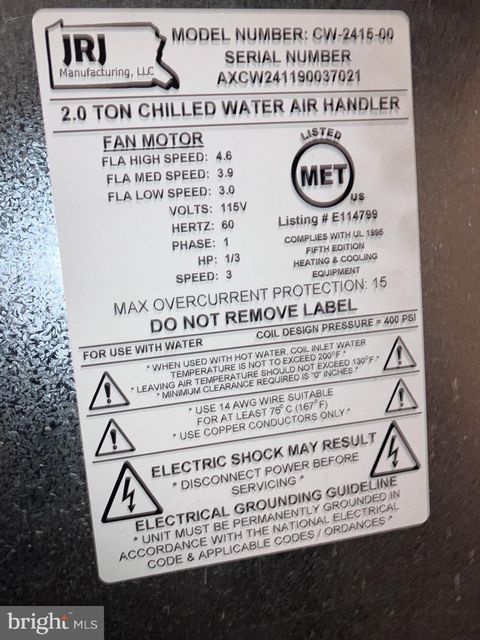 JRJ
Manufacturing, LLC
MODEL NUMBER: CW-2415-00
SERIAL NUMBER
AXCW241190037021
2.0 TON CHILLED WATER AIR HANDLER
FAN MOTOR
FLA HIGH SPEED: 4.6
FLA MED SPEED: 3.9
FLA LOW SPEED: 3.0
VOLTS: 115V
HERTZ: 60
PHASE: 1
HP: 1/3
SPEED: 3
LISTED
MET
US
Listing # E114799
COMPLIES WITH UL 1995
FIFTH EDITION
HEATING & COOLING
EQUIPMENT
MAX OVERCURRENT PROTECTION: 15
DO NOT REMOVE LABEL
FOR USE WITH WATER COIL DESIGN PRESSURE = 400 PSI
* WHEN USED WITH HOT WATER, COIL INLET WATER
TEMPERATURE IS NOT TO EXCEED 200°F *
* LEAVING AIR TEMPERATURE SHOULD NOT EXCEED 130°F *
* MINIMUM CLEARANCE REQUIRED IS "0" INCHES *
* USE 14 AWG WIRE SUITABLE
FOR AT LEAST 75°C (167°F)
* USE COPPER CONDUCTORS ONLY *
ELECTRIC SHOCK MAY RESULT
* DISCONNECT POWER BEFORE
SERVICING *
ELECTRICAL GROUNDING GUIDELINE
* UNIT MUST BE PERMANENTLY GROUNDED IN
ACCORDANCE WITH THE NATIONAL ELECTRICAL
CODE & APPLICABLE CODES / ORDANCES *
bright MLS